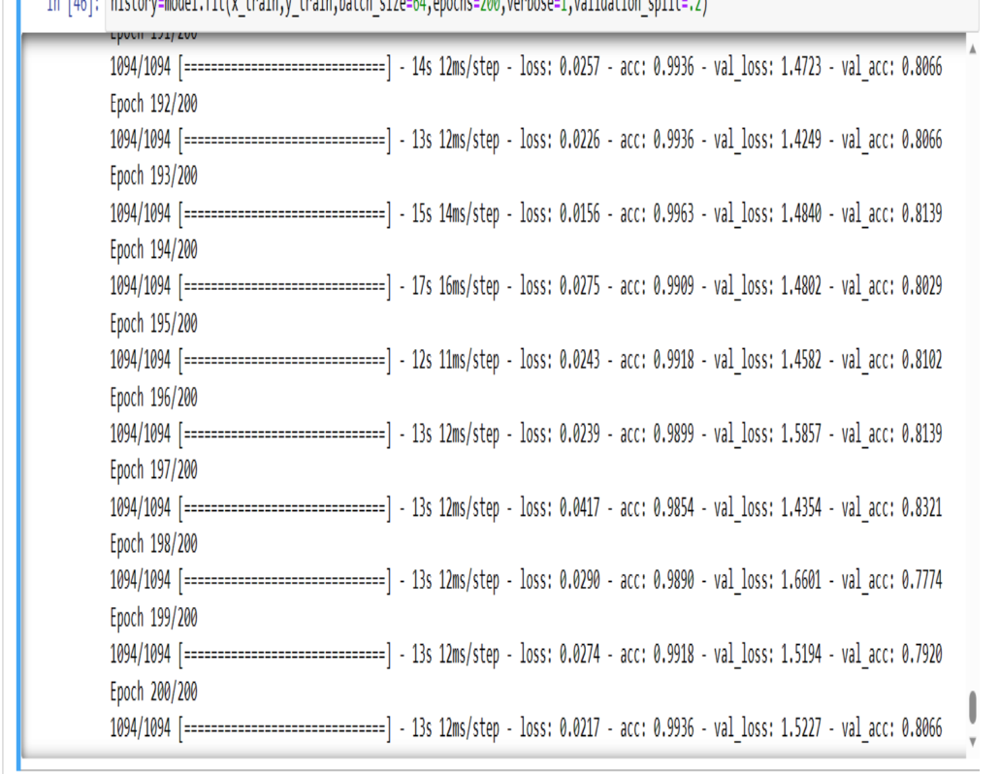 In [46]: history=model.fit(x_train,y_train,batch_size=64,epochs=200,verbose=1,validation_split=.2)
Epoch 191/200
1094/1094 [==============================] - 14s 12ms/step - loss: 0.0257 - acc: 0.9936 - val_loss: 1.4723 - val_acc: 0.8066
Epoch 192/200
1094/1094 [==============================] - 13s 12ms/step - loss: 0.0226 - acc: 0.9936 - val_loss: 1.4249 - val_acc: 0.8066
Epoch 193/200
1094/1094 [==============================] - 15s 14ms/step - loss: 0.0156 - acc: 0.9963 - val_loss: 1.4840 - val_acc: 0.8139
Epoch 194/200
1094/1094 [==============================] - 17s 16ms/step - loss: 0.0275 - acc: 0.9909 - val_loss: 1.4802 - val_acc: 0.8029
Epoch 195/200
1094/1094 [==============================] - 12s 11ms/step - loss: 0.0243 - acc: 0.9918 - val_loss: 1.4582 - val_acc: 0.8102
Epoch 196/200
1094/1094 [==============================] - 13s 12ms/step - loss: 0.0239 - acc: 0.9899 - val_loss: 1.5857 - val_acc: 0.8139
Epoch 197/200
1094/1094 [==============================] - 13s 12ms/step - loss: 0.0417 - acc: 0.9854 - val_loss: 1.4354 - val_acc: 0.8321
Epoch 198/200
1094/1094 [==============================] - 13s 12ms/step - loss: 0.0290 - acc: 0.9890 - val_loss: 1.6601 - val_acc: 0.7774
Epoch 199/200
1094/1094 [==============================] - 13s 12ms/step - loss: 0.0274 - acc: 0.9918 - val_loss: 1.5194 - val_acc: 0.7920
Epoch 200/200
1094/1094 [==============================] - 13s 12ms/step - loss: 0.0217 - acc: 0.9936 - val_loss: 1.5227 - val_acc: 0.8066